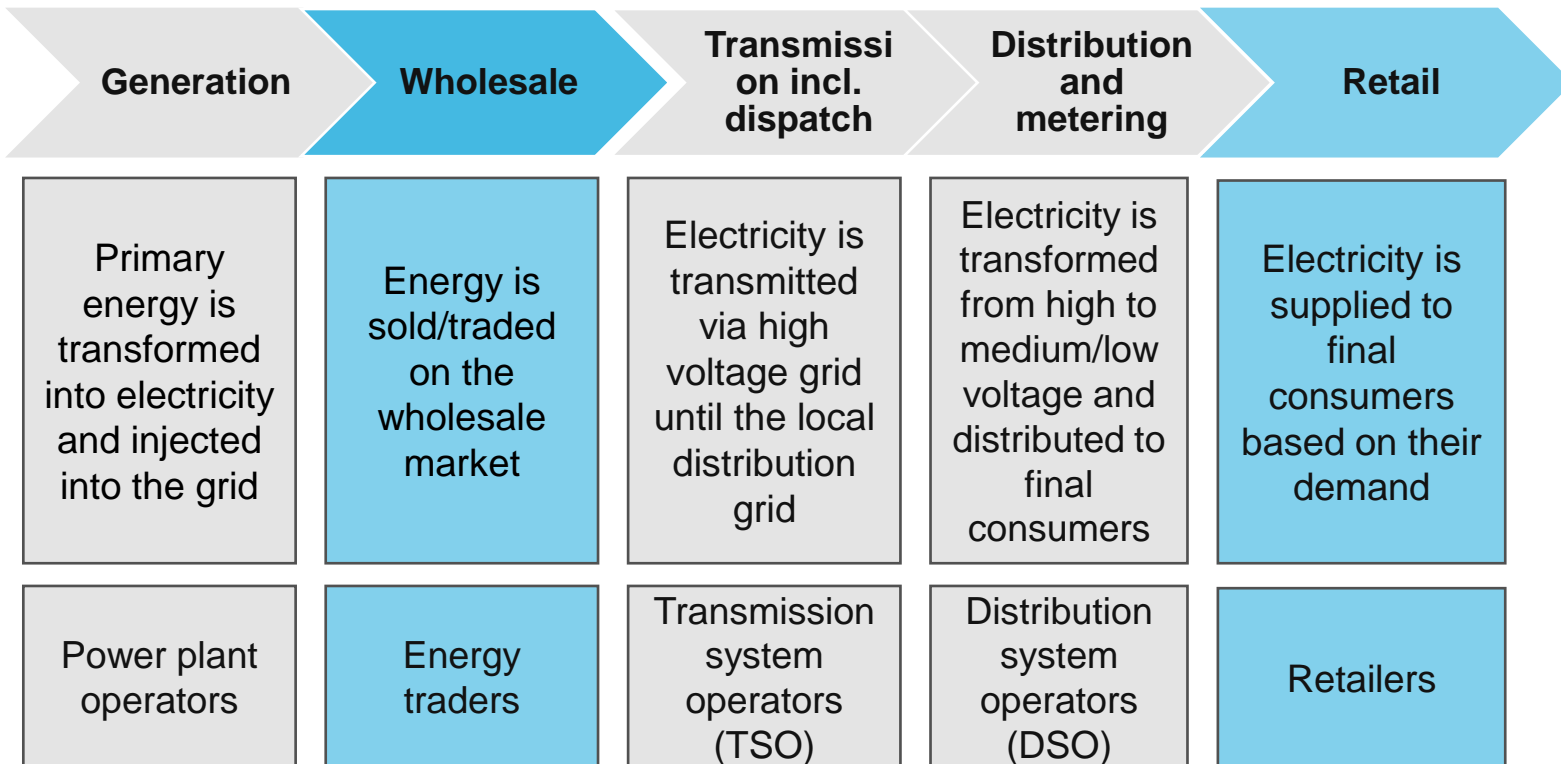 Generation
Wholesale
Transmissi
on incl.
dispatch
Distribution
and
metering
Retail
Primary
energy is
transformed
into electricity
and injected
into the grid
Energy is
sold/traded
on the
wholesale
market
Electricity is
transmitted
via high
voltage grid
until the local
distribution
grid
Electricity is
transformed
from high to
medium/low
voltage and
distributed to
final
consumers
Electricity is
supplied to
final
consumers
based on their
demand
Power plant
operators
Energy
traders
Transmission
system
operators
(TSO)
Distribution
system
operators
(DSO)
Retailers